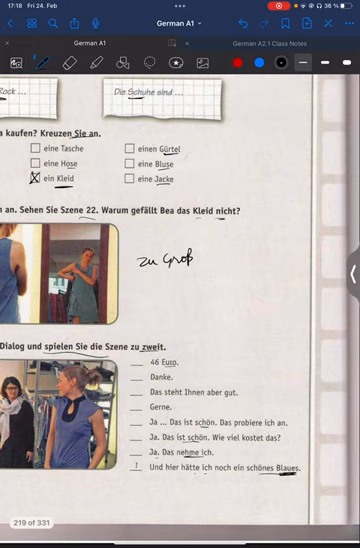 17:18 Fri 24. Feb
36 %
German A1
German A1
German A2.1 Class Notes
Rock ...
Die Schuhe sind ...
a kaufen? Kreuzen Sie an.
eine Tasche
einen Gürtel
eine Hose
eine Bluse
ein Kleid
eine Jacke
n an. Sehen Sie Szene 22. Warum gefällt Bea das Kleid nicht?
zu groß
Dialog und spielen Sie die Szene zu zweit.
46 Euro.
Danke.
Das steht Ihnen aber gut.
Gerne.
Ja ... Das ist schön. Das probiere ich an.
Ja. Das ist schön. Wie viel kostet das?
Ja. Das nehme ich.
1 Und hier hätte ich noch ein schönes Blaues.
219 of 331